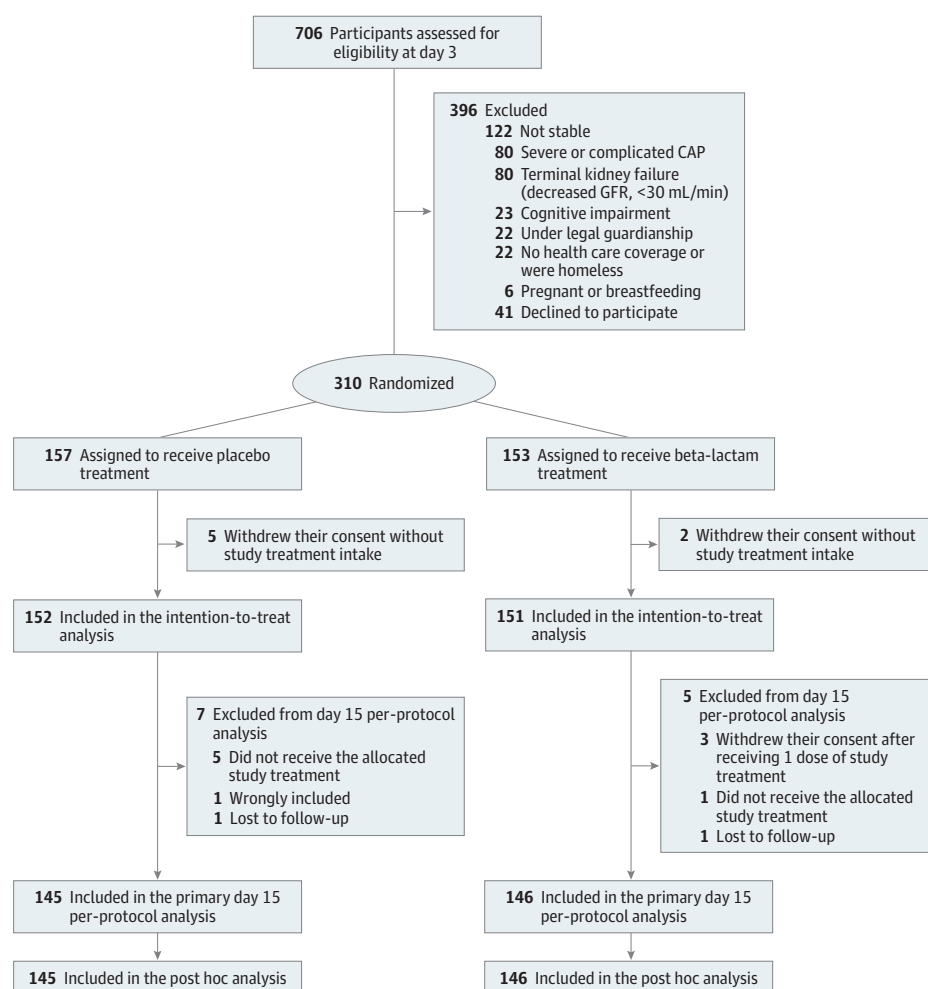 706 Participants assessed for
eligibility at day 3
396 Excluded
122 Not stable
80 Severe or complicated CAP
80 Terminal kidney failure
(decreased GFR, <30 mL/min)
23 Cognitive impairment
22 Under legal guardianship
22 No health care coverage or
were homeless
6 Pregnant or breastfeeding
41 Declined to participate
310 Randomized
157 Assigned to receive placebo
treatment
153 Assigned to receive beta-lactam
treatment
5 Withdrew their consent without
study treatment intake
2 Withdrew their consent without
study treatment intake
152 Included in the intention-to-treat
analysis
151 Included in the intention-to-treat
analysis
7 Excluded from day 15 per-protocol
analysis
5 Did not receive the allocated
study treatment
1 Wrongly included
1 Lost to follow-up
5 Excluded from day 15
per-protocol analysis
3 Withdrew their consent after
receiving 1 dose of study
treatment
1 Did not receive the allocated
study treatment
1 Lost to follow-up
145 Included in the primary day 15
per-protocol analysis
146 Included in the primary day 15
per-protocol analysis
145 Included in the post hoc analysis
146 Included in the post hoc analysis